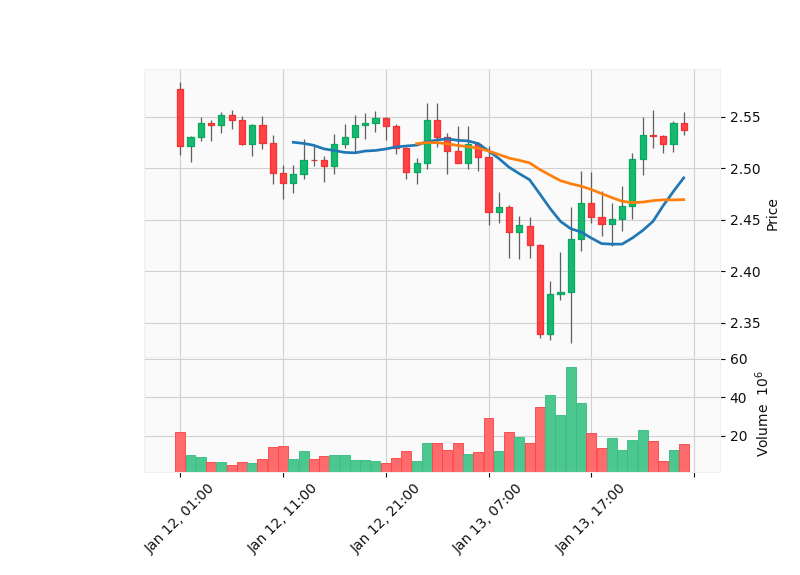 2.55
2.50
2.45
2.40
2.35
Price
60
40
20
Volume 10^6
Jan 12, 01:00
Jan 12, 11:00
Jan 12, 21:00
Jan 13, 07:00
Jan 13, 17:00